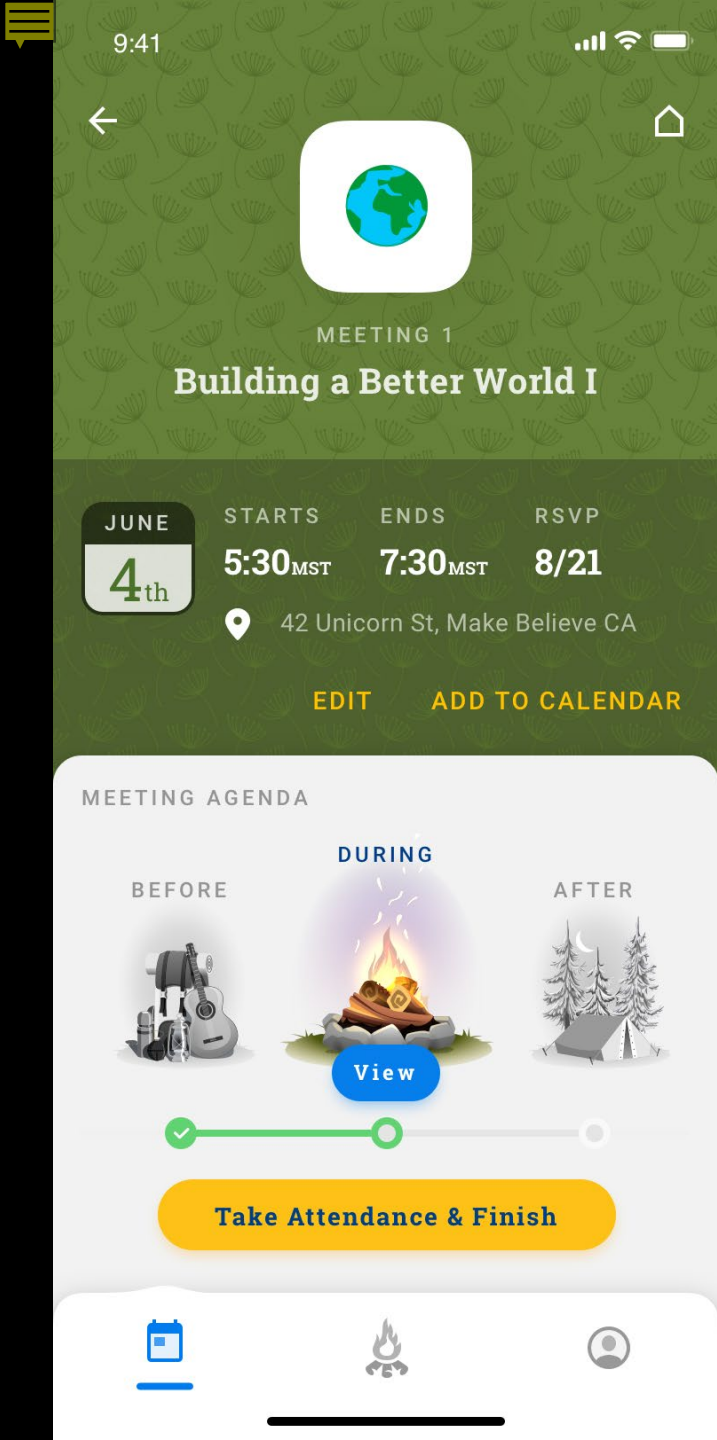 9:41
MEETING 1
Building a Better World I
JUNE
4th
STARTS ENDS RSVP
5:30MST 7:30MST 8/21
42 Unicorn St, Make Believe CA
EDIT ADD TO CALENDAR
MEETING AGENDA
DURING
BEFORE AFTER
View
Take Attendance & Finish